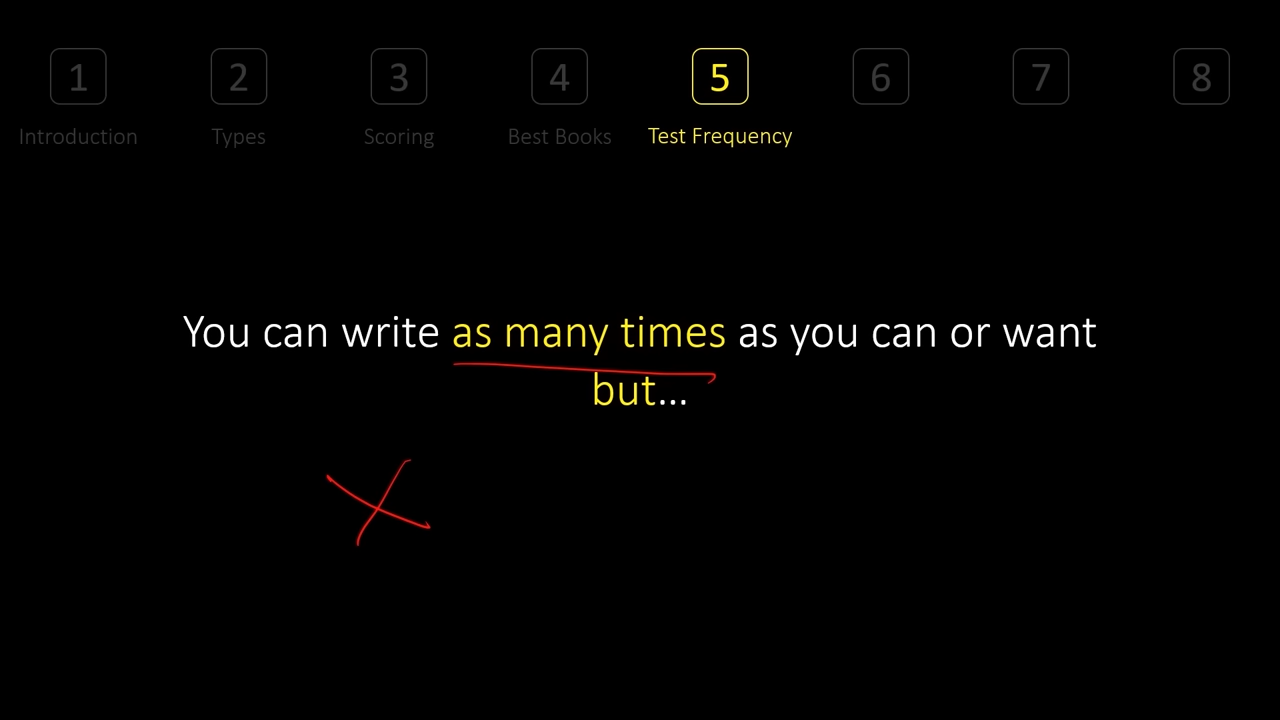 1 2 3 4 5 6 7 8
Introduction Types Scoring Best Books Test Frequency
You can write as many times as you can or want
but...